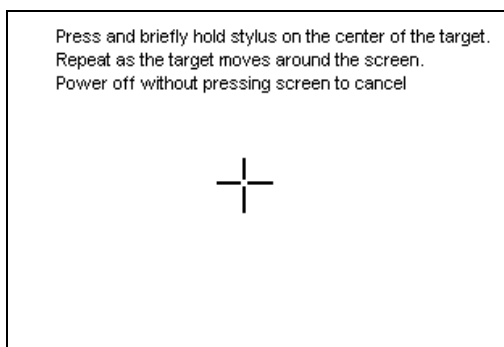 Press and briefly hold stylus on the center of the target.
Repeat as the target moves around the screen.
Power off without pressing screen to cancel